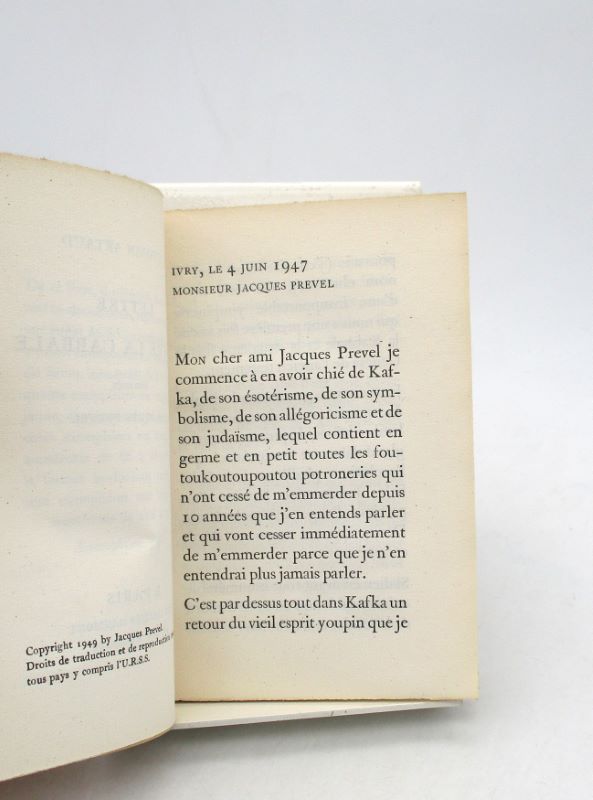 Copyright 1949 by Jacques Prevel
Droits de traduction et de reproduction
tous pays y compris l'U.R.S.S.
IVRY, LE 4 JUIN 1947
MONSIEUR JACQUES PREVEL
MON cher ami Jacques Prevel je
commence à en avoir chié de Kaf-
ka, de son ésotérisme, de son sym-
bolisme, de son allégoricisme et de
son judaïsme, lequel contient en
germe et en petit toutes les fou-
toukoutoupoutou potroneries qui
n'ont cessé de m'emmerder depuis
10 années que j'en entends parler
et qui vont cesser immédiatement
de m'emmerder parce que je n'en
entendrai plus jamais parler.
C'est par dessus tout dans Kafka un
retour du vieil esprit youpin que je